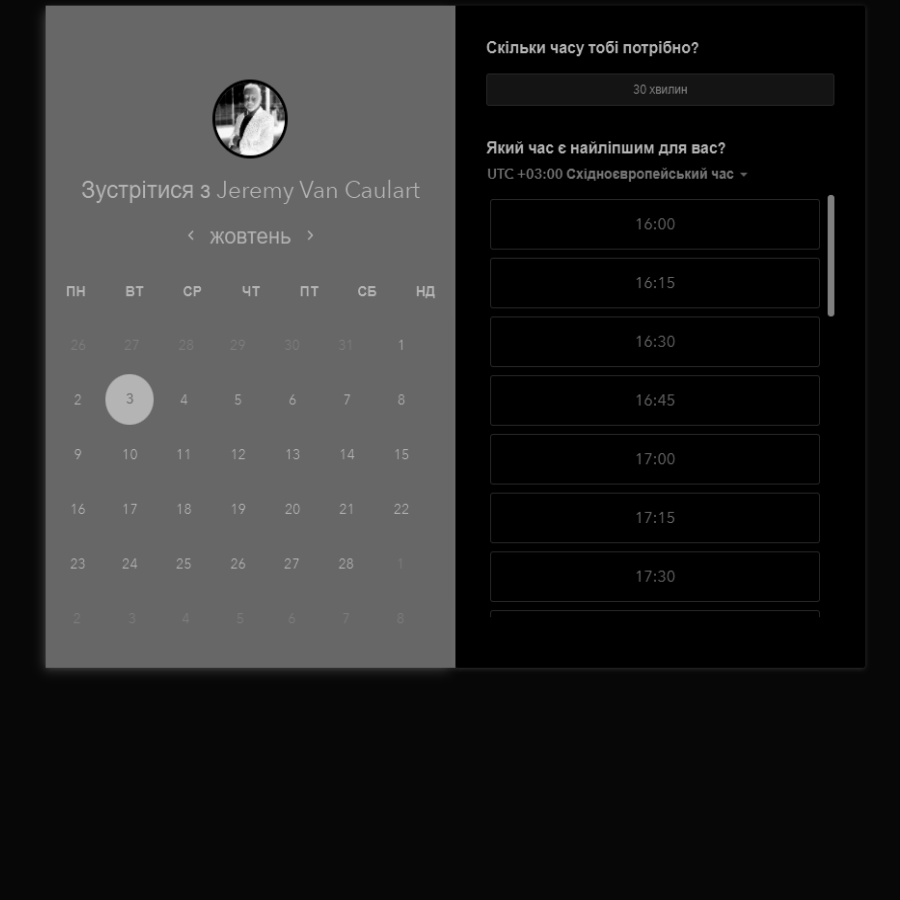 Зустрітися з Jeremy Van Caulart
жовтень
ПН ВТ СР ЧТ ПТ СБ НД
26 27 28 29 30 31 1
2 3 4 5 6 7 8
9 10 11 12 13 14 15
16 17 18 19 20 21 22
23 24 25 26 27 28 1
2 3 4 5 6 7 8
Скільки часу тобі потрібно?
30 хвилин
Який час є найліпшим для вас?
UTC +03:00 Східноєвропейський час
16:00
16:15
16:30
16:45
17:00
17:15
17:30